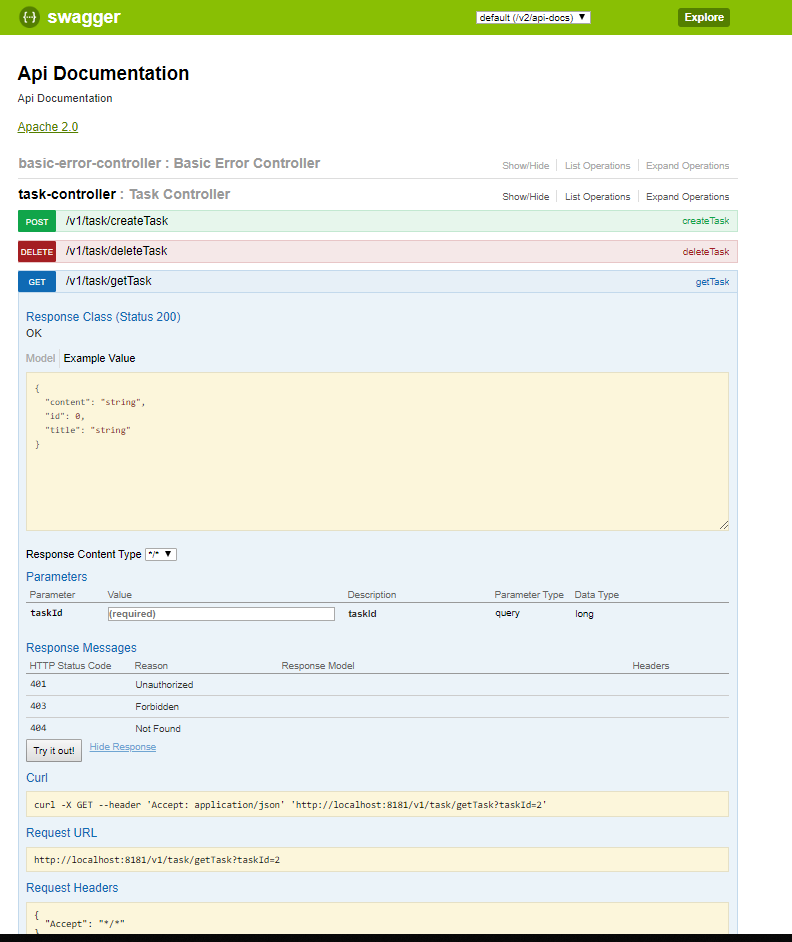 {···} swagger
default (/v2/api-docs) ▼
Explore
Api Documentation
Api Documentation
Apache 2.0
basic-error-controller : Basic Error Controller
Show/Hide
List Operations
Expand Operations
task-controller : Task Controller
Show/Hide
List Operations
Expand Operations
POST /v1/task/createTask createTask
DELETE /v1/task/deleteTask deleteTask
GET /v1/task/getTask getTask
Response Class (Status 200)
OK
Model Example Value
{
  "content": "string",
  "id": 0,
  "title": "string"
}
Response Content Type */* ▼
Parameters
Parameter Value Description Parameter Type Data Type
taskId (required) taskId query long
Response Messages
HTTP Status Code Reason Response Model Headers
401 Unauthorized
403 Forbidden
404 Not Found
Try it out! Hide Response
Curl
curl -X GET --header 'Accept: application/json' 'http://localhost:8181/v1/task/getTask?taskId=2'
Request URL
http://localhost:8181/v1/task/getTask?taskId=2
Request Headers
{
  "Accept": "*/*"
}